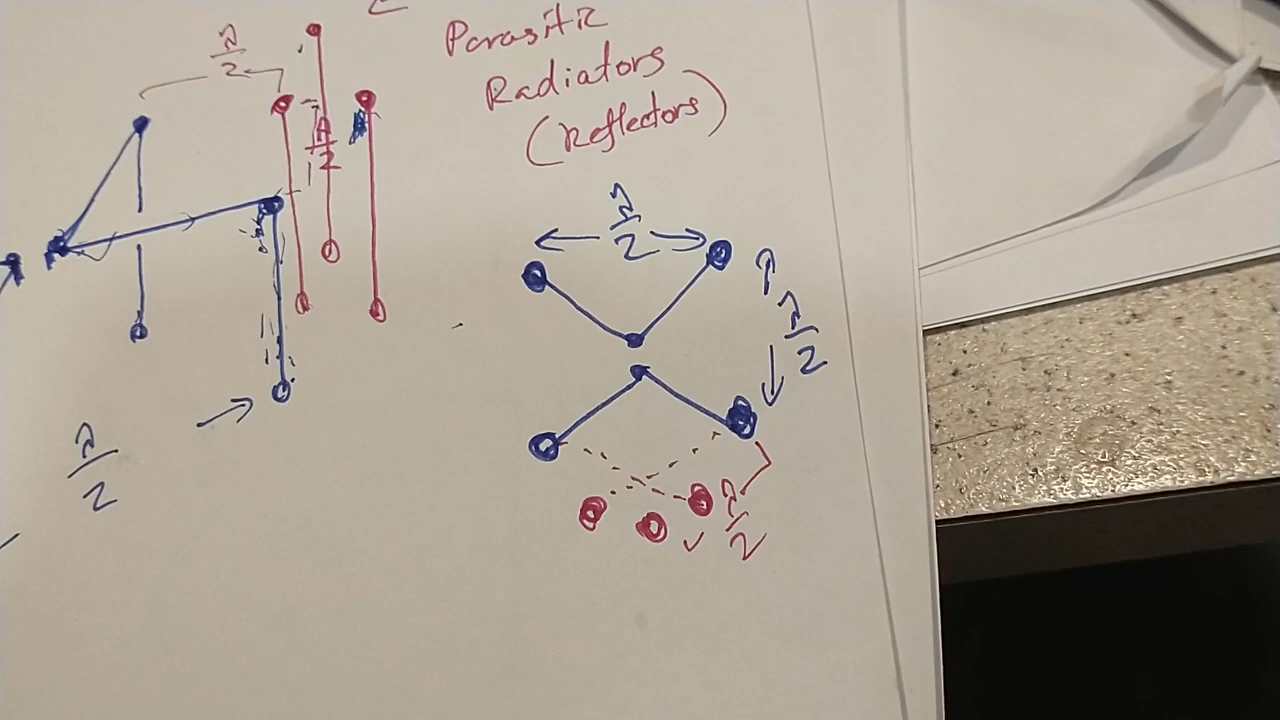 Parasitic
Radiators
(Reflectors)
λ/2
λ/2
λ/2
λ/2
λ/2
λ/2